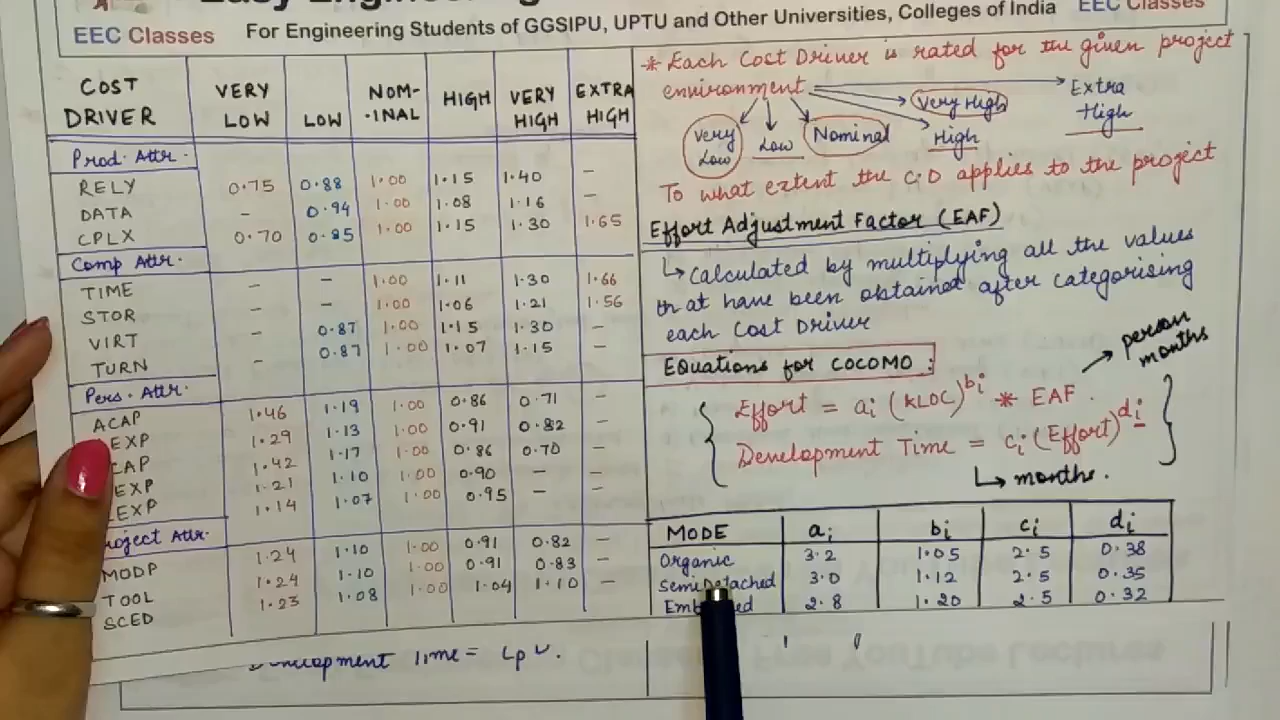 EEC Classes
For Engineering Students of GGSIPU, UPTU and Other Universities, Colleges of India
EEC Classes
COST DRIVER | VERY LOW | LOW | NOM-INAL | HIGH | VERY HIGH | EXTRA HIGH
Prod. Attr.
RELY 0.75 0.88 1.00 1.15 1.40 -
DATA - 0.94 1.00 1.08 1.16 -
CPLX 0.70 0.85 1.00 1.15 1.30 1.65
Comp Attr.
TIME - - 1.00 1.11 1.30 1.66
STOR - - 1.00 1.06 1.21 1.56
VIRT - 0.87 1.00 1.15 1.30 -
TURN - 0.87 1.00 1.07 1.15 -
Pers. Attr.
ACAP 1.46 1.19 1.00 0.86 0.71 -
EXP 1.29 1.13 1.00 0.91 0.82 -
CAP 1.42 1.17 1.00 0.86 0.70 -
EXP 1.21 1.10 1.00 0.90 - -
EXP 1.14 1.07 1.00 0.95 - -
roject Attr.
MODP 1.24 1.10 1.00 0.91 0.82 -
TOOL 1.24 1.10 1.00 0.91 0.83 -
SCED 1.23 1.08 1.00 1.04 1.10 -
* Each Cost Driver is rated for the given project
environment
Very Low
Low
Nominal
High
Very High
Extra High
To what extent the C.D applies to the project
Effort Adjustment Factor (EAF)
↳ Calculated by multiplying all the values
that have been obtained after categorising
each Cost Driver
Equations for COCOMO :
person months
Effort = ai (KLOC)^bi * EAF
Development Time = ci (Effort)^di
↳ months.
MODE ai bi ci di
Organic 3.2 1.05 2.5 0.38
SemiDetached 3.0 1.12 2.5 0.35
Emb ed 2.8 1.20 2.5 0.32
Time =